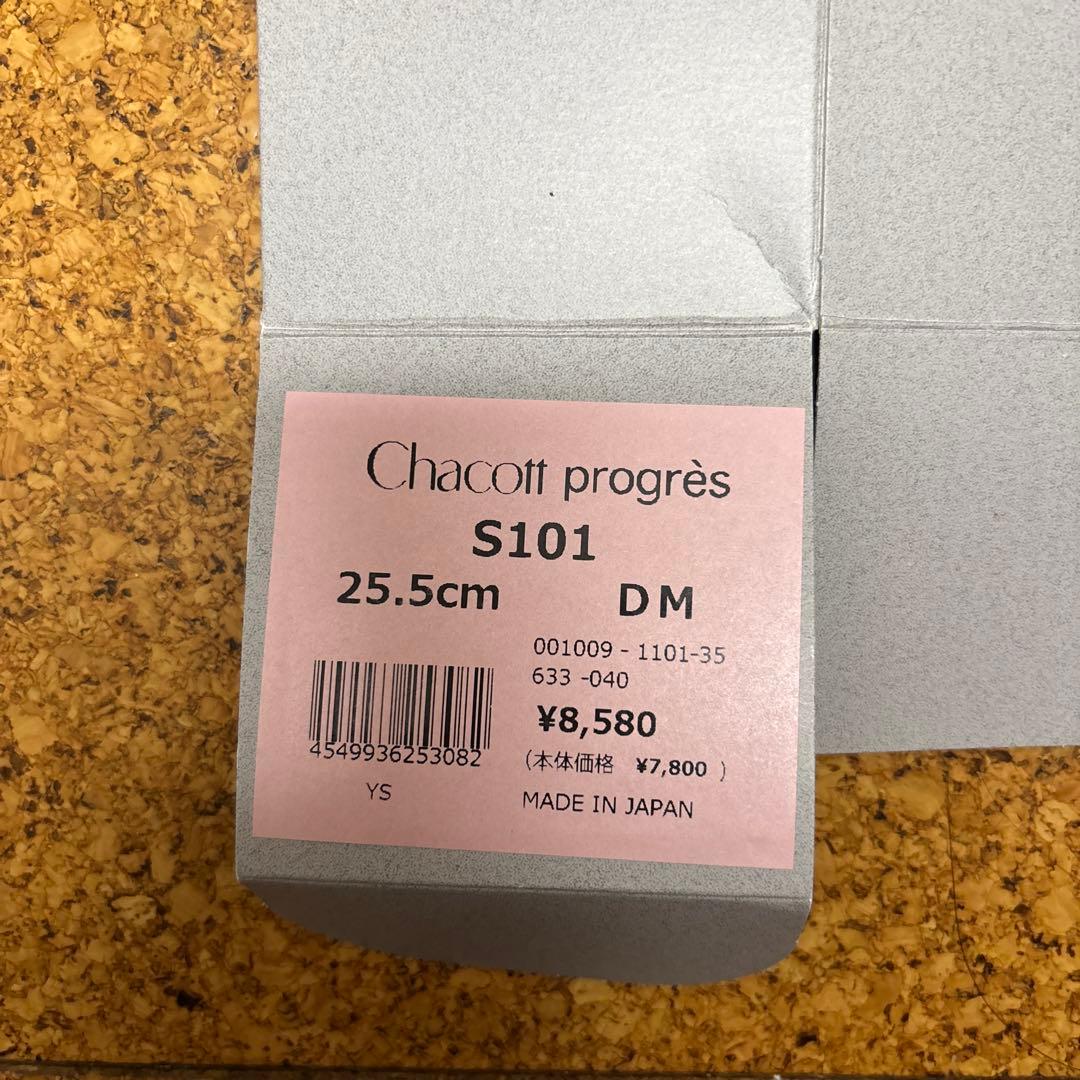 Chacott progrès
S101
25.5cm DM
001009 - 1101-35
633 -040
¥8,580
4549936253082
(本体価格 ¥7,800 )
YS
MADE IN JAPAN